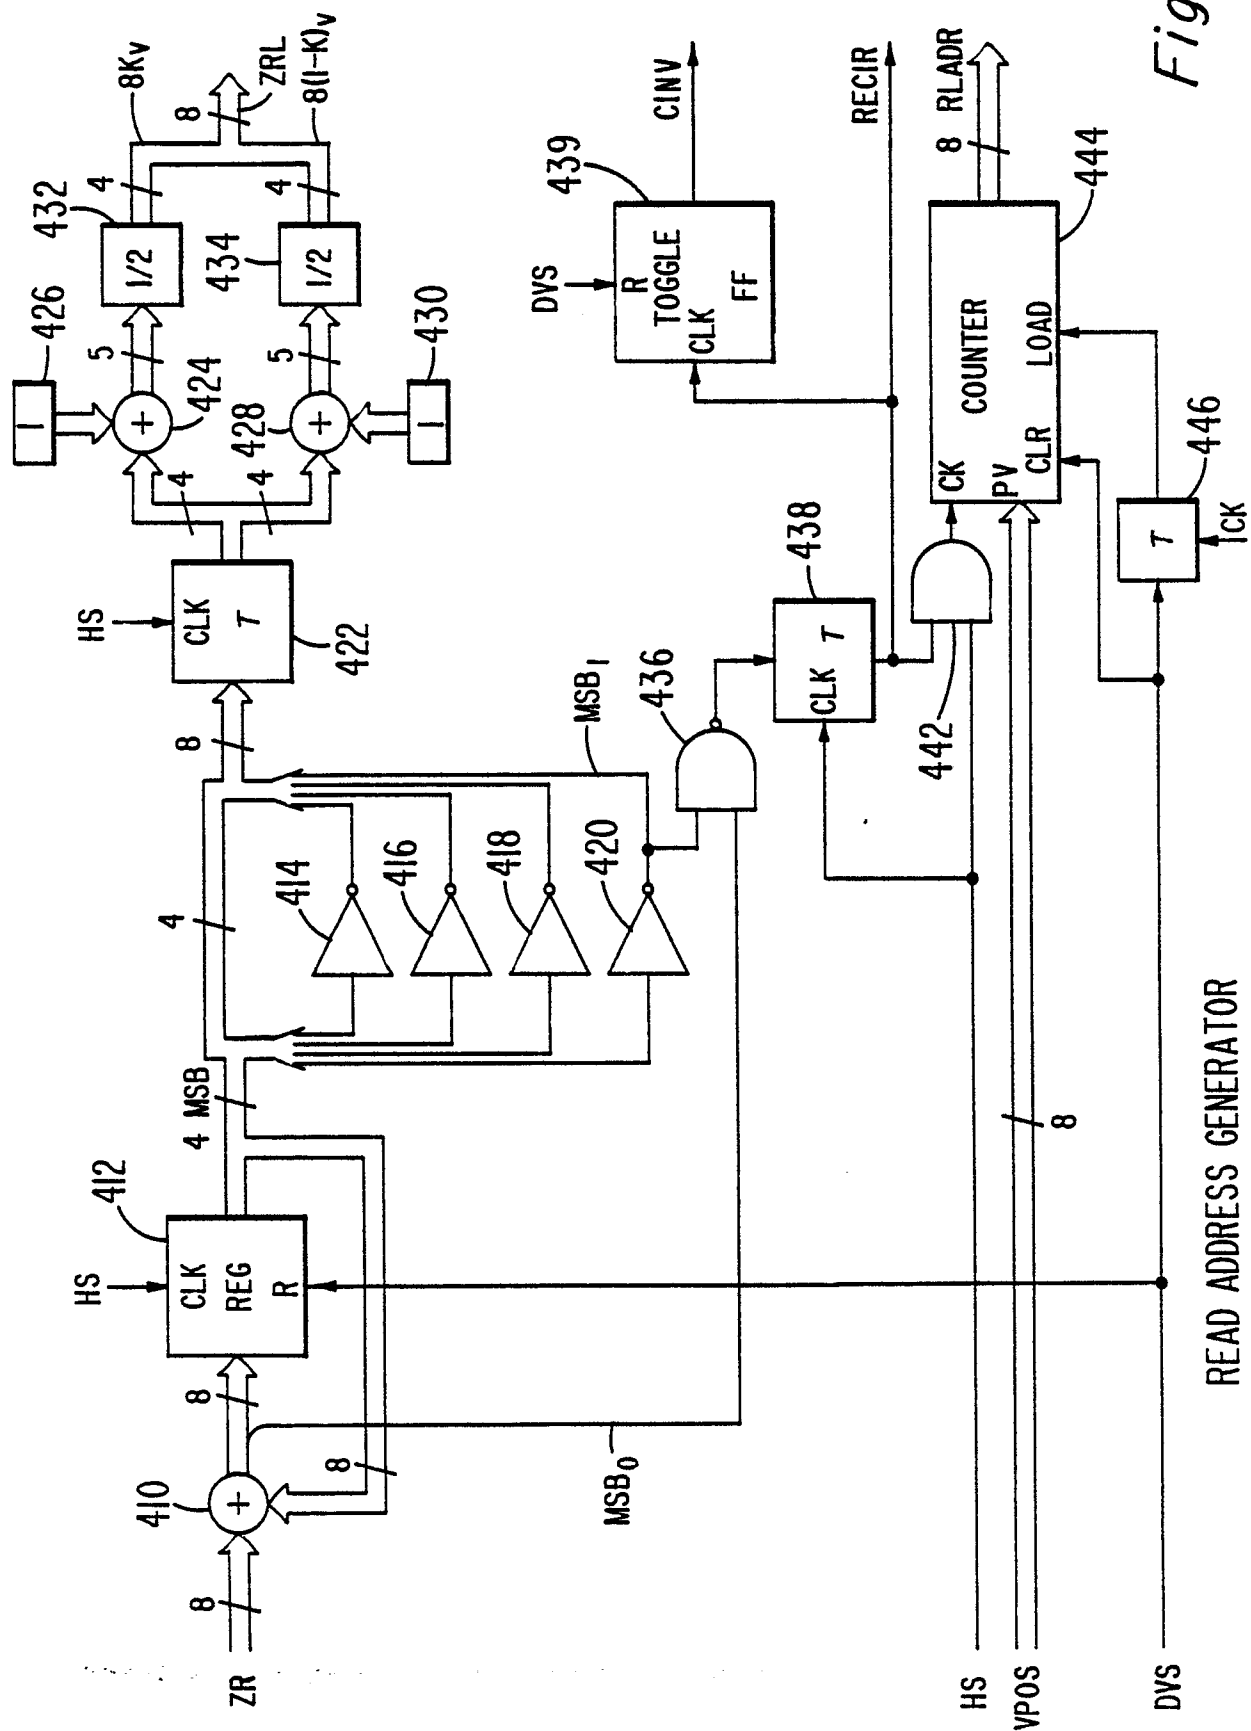 ZR
8
410
8
8
MSB0
HS
412
CLK
REG
R
4 MSB
4
414
416
418
420
MSB1
8
HS
CLK
T
422
4
4
426
1
424
428
430
1
5
5
432
1/2
434
1/2
4
4
8Kv
8
ZRL
8(1-K)v
436
438
CLK T
DVS
439
R
TOGGLE
CLK
FF
CINV
RECIR
442
CK
PV
CLR
COUNTER
LOAD
444
8 RLADR
446
T
1CK
HS
VPOS
8
DVS
READ ADDRESS GENERATOR
Fig